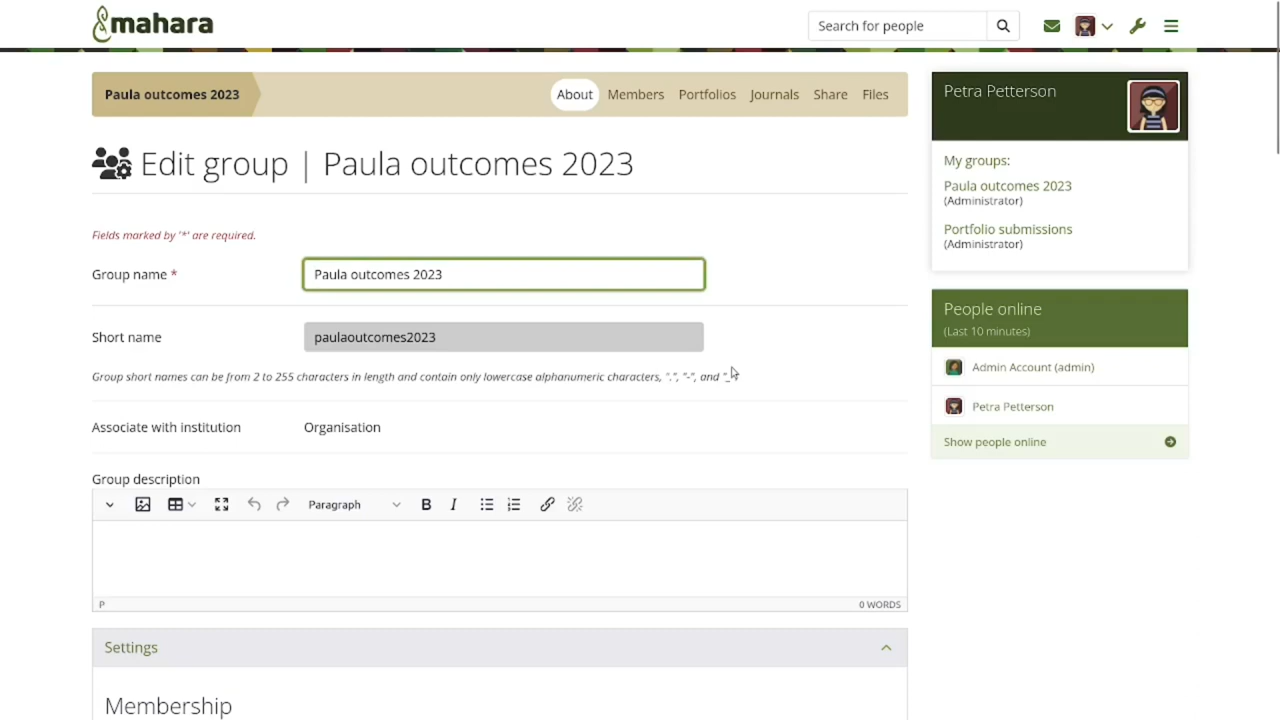 mahara
Search for people
Paula outcomes 2023
About
Members
Portfolios
Journals
Share
Files
Edit group | Paula outcomes 2023
Fields marked by '*' are required.
Group name *
Paula outcomes 2023
Short name
paulaoutcomes2023
Group short names can be from 2 to 255 characters in length and contain only lowercase alphanumeric characters, ".", "-", and "_"
Associate with institution
Organisation
Group description
Paragraph
B
I
P
0 WORDS
Settings
Membership
Petra Petterson
My groups:
Paula outcomes 2023
(Administrator)
Portfolio submissions
(Administrator)
People online
(Last 10 minutes)
Admin Account (admin)
Petra Petterson
Show people online